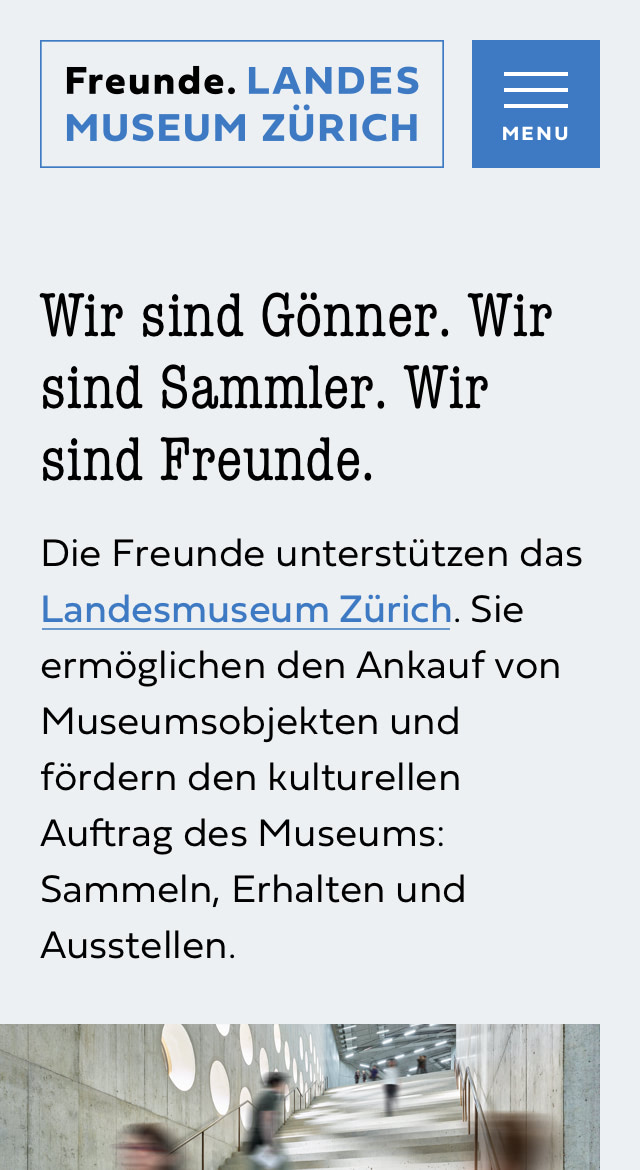 Freunde. LANDES
MUSEUM ZÜRICH
MENU
Wir sind Gönner. Wir
sind Sammler. Wir
sind Freunde.
Die Freunde unterstützen das
Landesmuseum Zürich. Sie
ermöglichen den Ankauf von
Museumsobjekten und
fördern den kulturellen
Auftrag des Museums:
Sammeln, Erhalten und
Ausstellen.